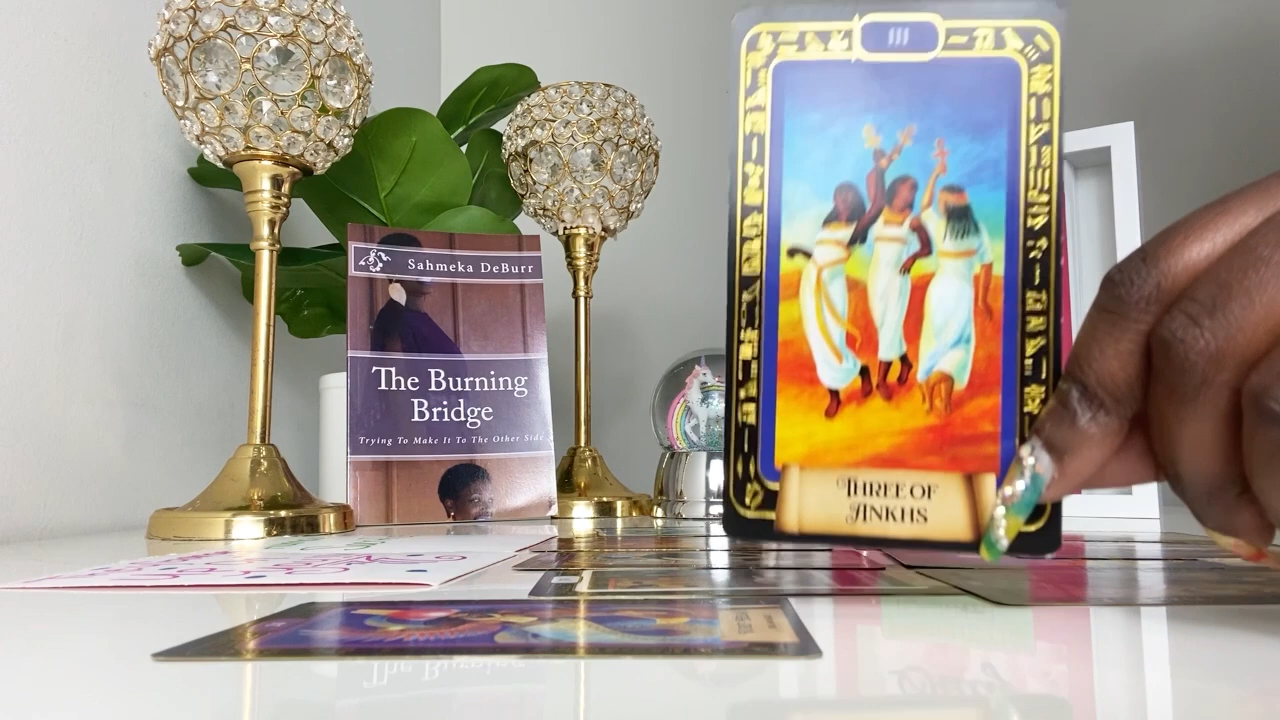 Sahmeka DeBurr
The Burning
Bridge
Trying To Make It To The Other Side
III
THREE OF
ANKHS